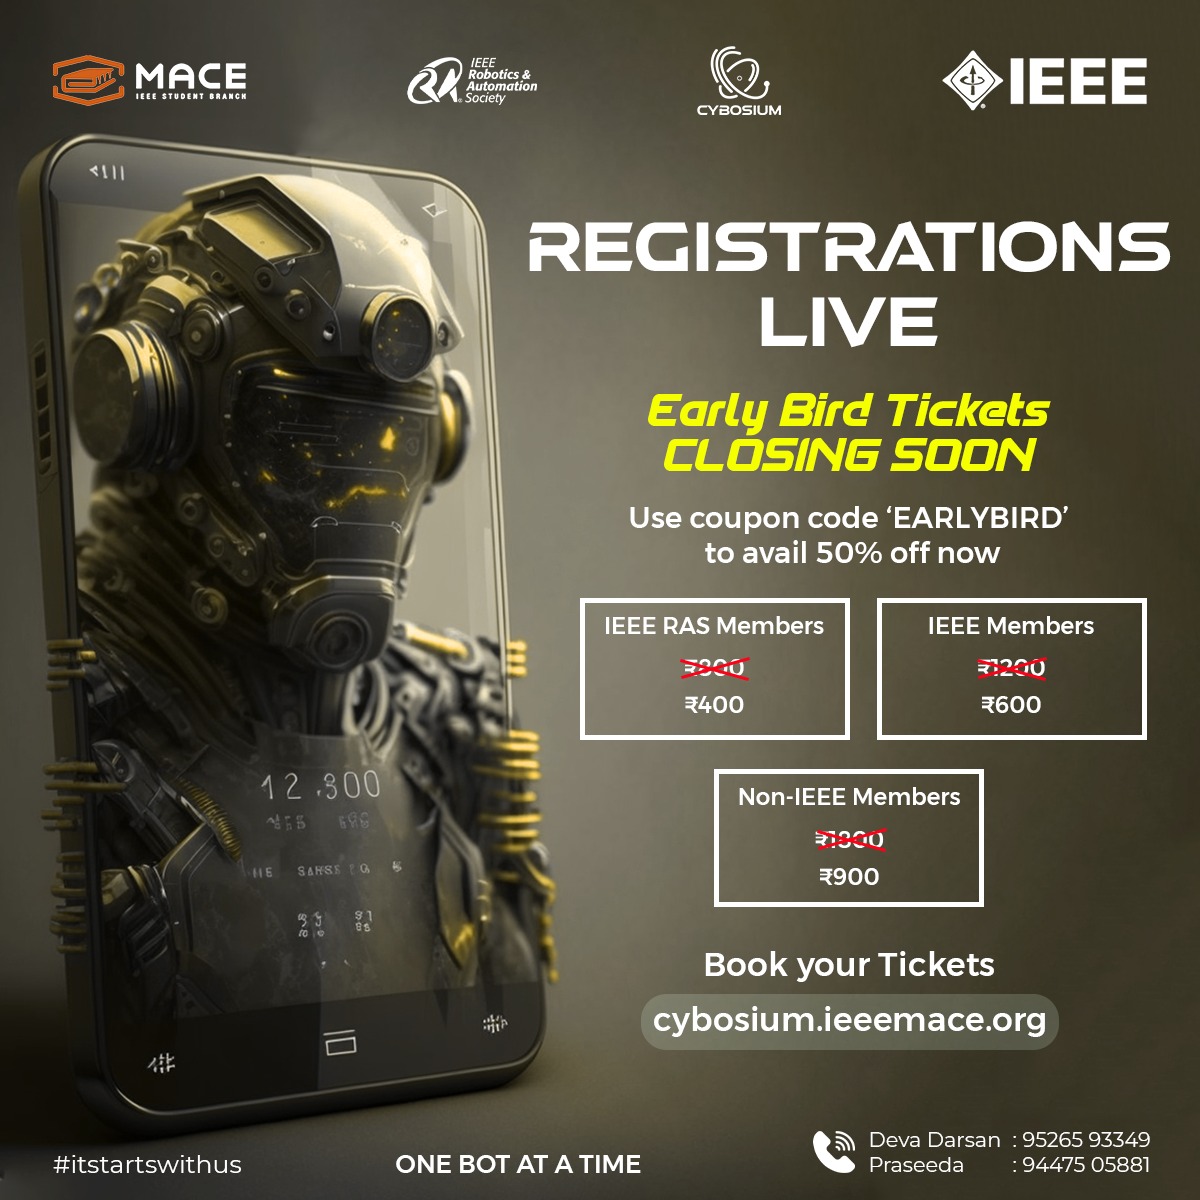 MACE
IEEE STUDENT BRANCH
IEEE
Robotics &
Automation
Society
CYBOSIUM
IEEE
REGISTRATIONS
LIVE
Early Bird Tickets
CLOSING SOON
Use coupon code ‘EARLYBIRD’
to avail 50% off now
IEEE RAS Members
₹800
₹400
IEEE Members
₹1200
₹600
Non-IEEE Members
₹1800
₹900
12.300
Book your Tickets
cybosium.ieeemace.org
#itstartswithus
ONE BOT AT A TIME
Deva Darsan : 95265 93349
Praseeda : 94475 05881